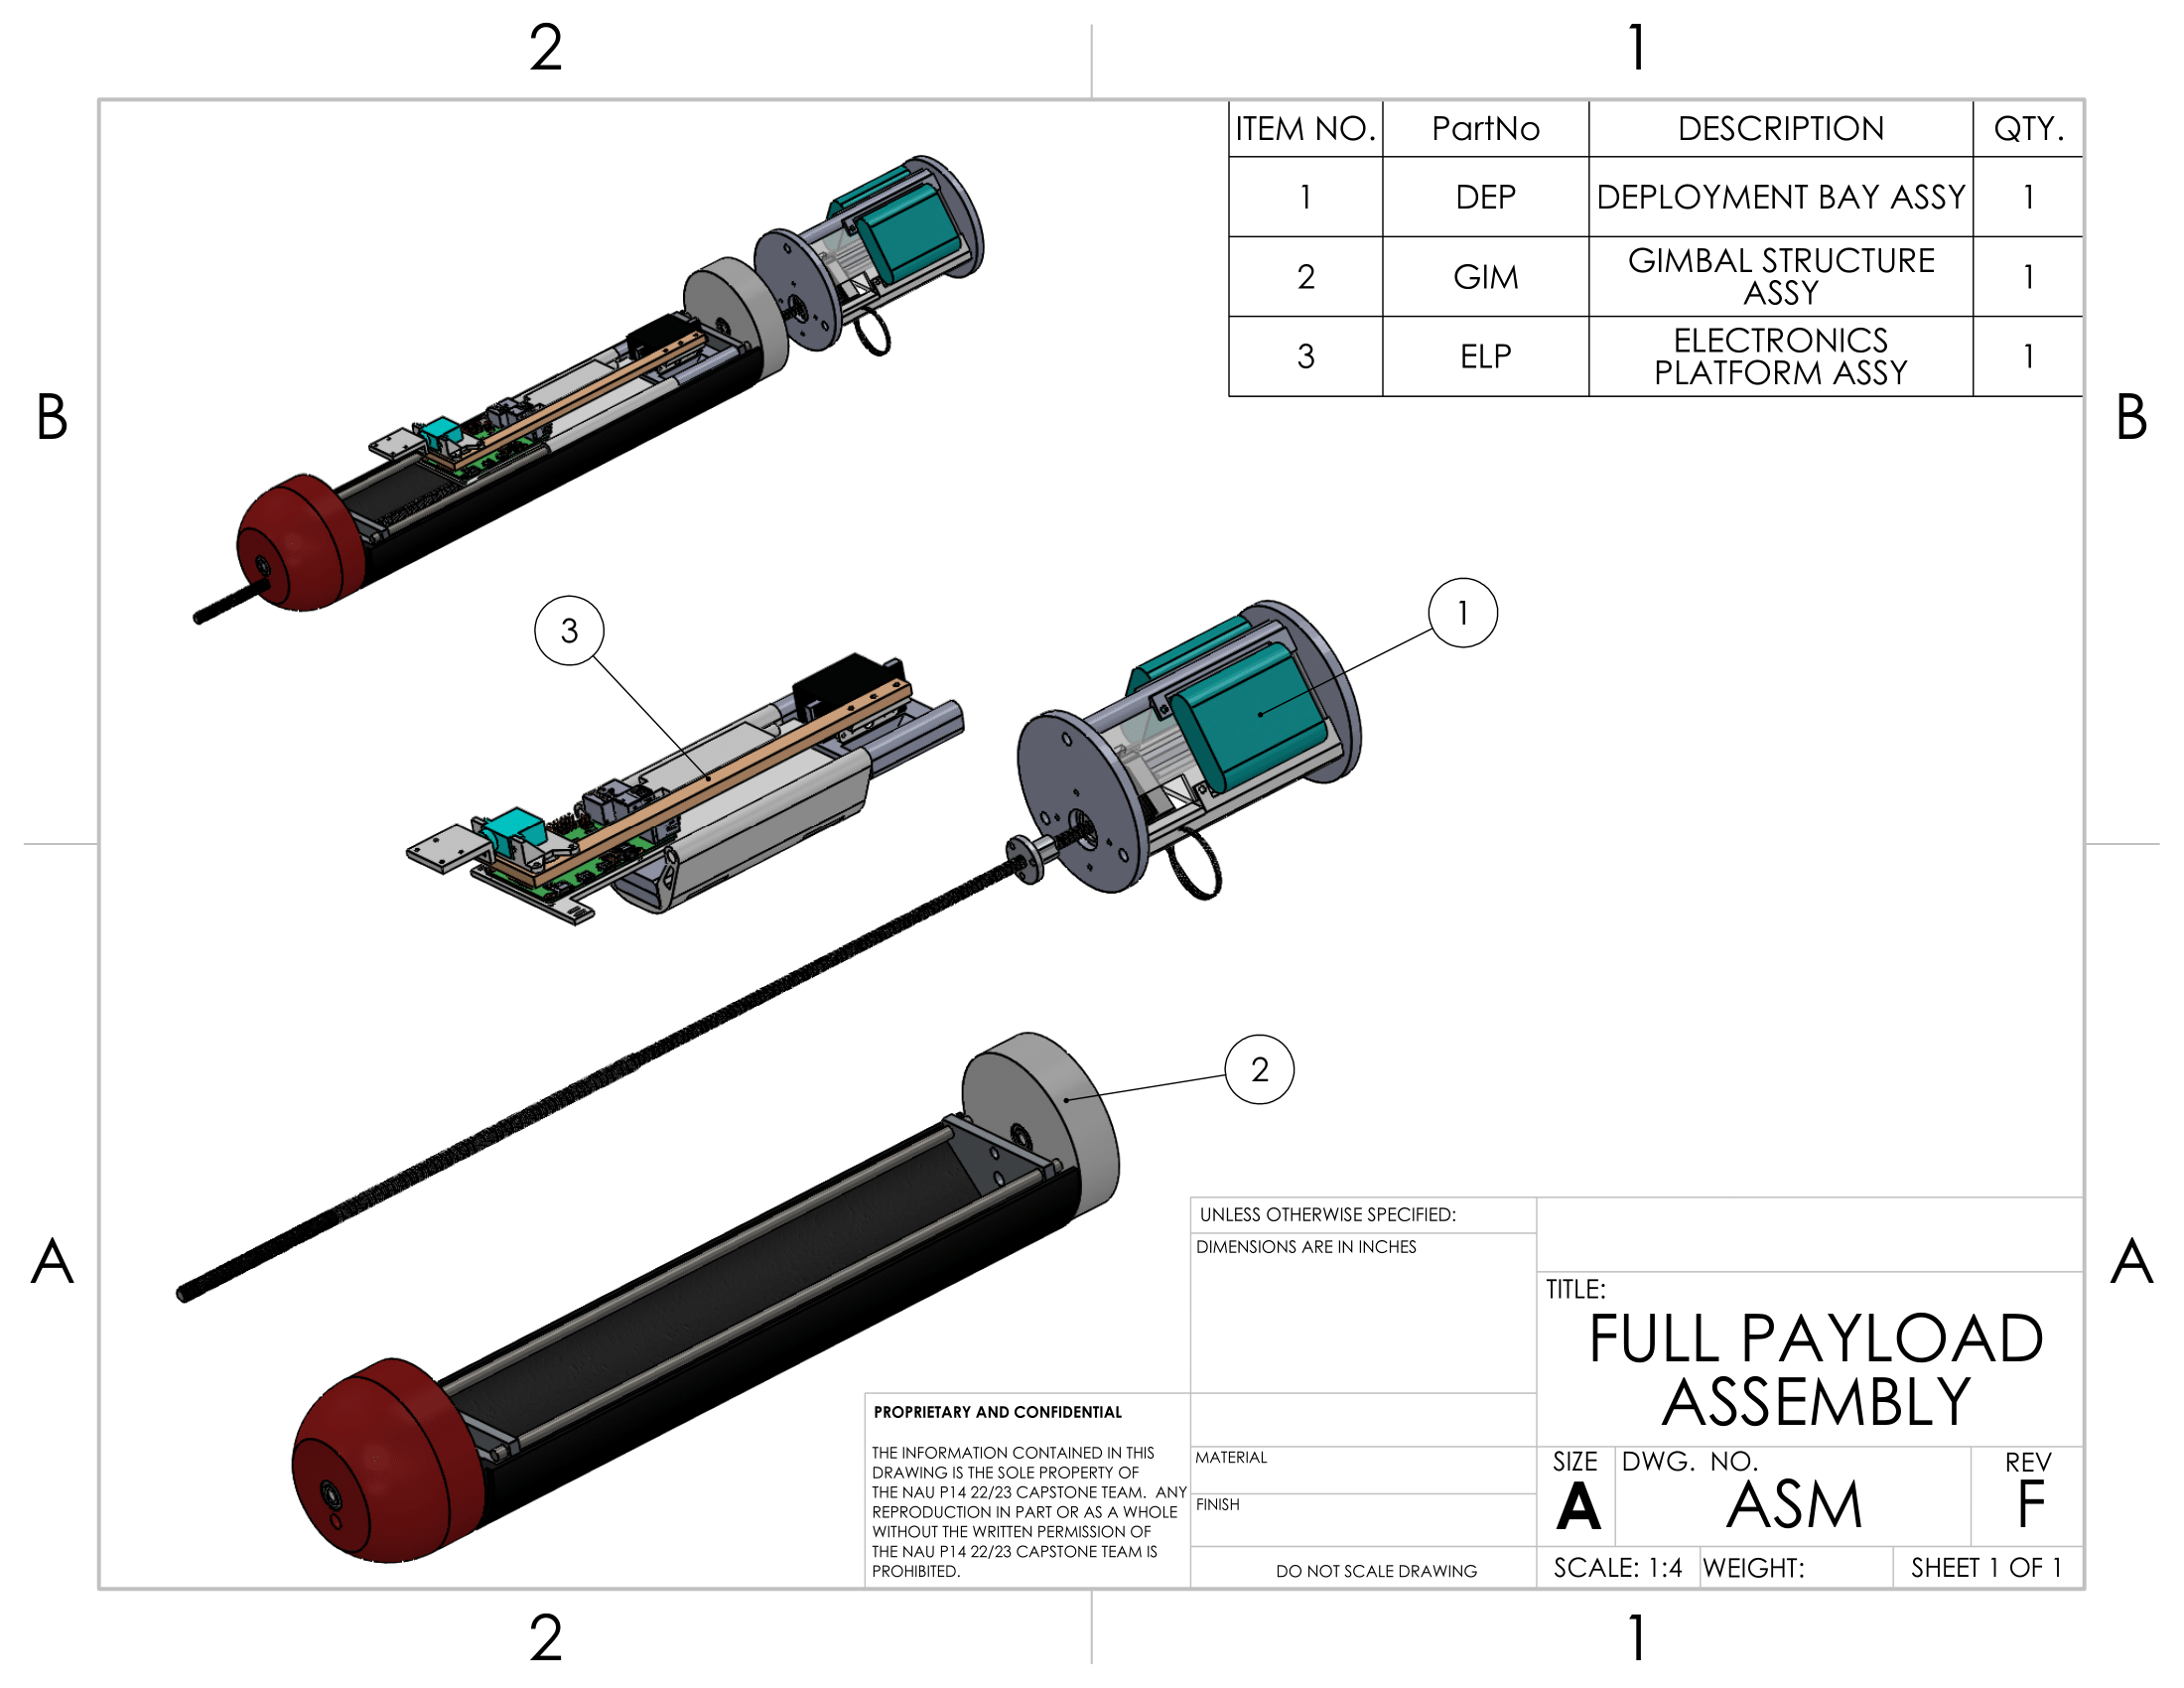 2 1
ITEM NO. PartNo DESCRIPTION QTY.
1 DEP DEPLOYMENT BAY ASSY 1
2 GIM GIMBAL STRUCTURE
ASSY 1
3 ELP ELECTRONICS
PLATFORM ASSY 1
B B
3
1
2
A A
UNLESS OTHERWISE SPECIFIED:
DIMENSIONS ARE IN INCHES
TITLE:
FULL PAYLOAD
ASSEMBLY
PROPRIETARY AND CONFIDENTIAL
THE INFORMATION CONTAINED IN THIS
DRAWING IS THE SOLE PROPERTY OF
THE NAU P14 22/23 CAPSTONE TEAM. ANY
REPRODUCTION IN PART OR AS A WHOLE
WITHOUT THE WRITTEN PERMISSION OF
THE NAU P14 22/23 CAPSTONE TEAM IS
PROHIBITED.
MATERIAL
FINISH
DO NOT SCALE DRAWING
SIZE DWG. NO. REV
A ASM F
SCALE: 1:4 WEIGHT: SHEET 1 OF 1
2 1